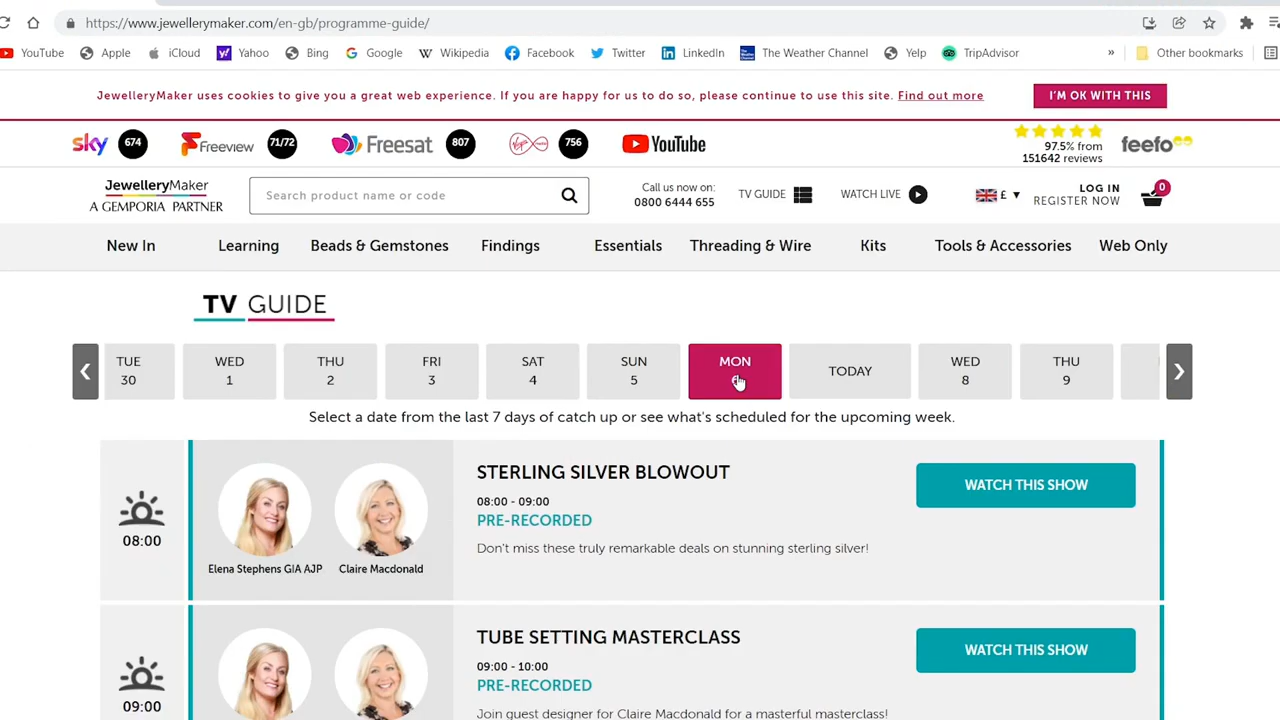 https://www.jewellerymaker.com/en-gb/programme-guide/
YouTube Apple iCloud Yahoo Bing Google Wikipedia Facebook Twitter LinkedIn The Weather Channel Yelp TripAdvisor » Other bookmarks
JewelleryMaker uses cookies to give you a great web experience. If you are happy for us to do so, please continue to use this site. Find out more
I'M OK WITH THIS
sky 674 Freeview 71/72 Freesat 807 756 YouTube
97.5% from
151642 reviews
feefo
JewelleryMaker
A GEMPORIA PARTNER
Search product name or code
Call us now on:
0800 6444 655
TV GUIDE
WATCH LIVE
£ ▼
LOG IN
REGISTER NOW
0
New In Learning Beads & Gemstones Findings Essentials Threading & Wire Kits Tools & Accessories Web Only
TV GUIDE
TUE WED THU FRI SAT SUN MON TODAY WED THU
30 1 2 3 4 5 8 9
Select a date from the last 7 days of catch up or see what's scheduled for the upcoming week.
08:00
Elena Stephens GIA AJP
Claire Macdonald
STERLING SILVER BLOWOUT
08:00 - 09:00
PRE-RECORDED
Don't miss these truly remarkable deals on stunning sterling silver!
WATCH THIS SHOW
09:00
TUBE SETTING MASTERCLASS
09:00 - 10:00
PRE-RECORDED
Join guest designer for Claire Macdonald for a masterful masterclass!
WATCH THIS SHOW